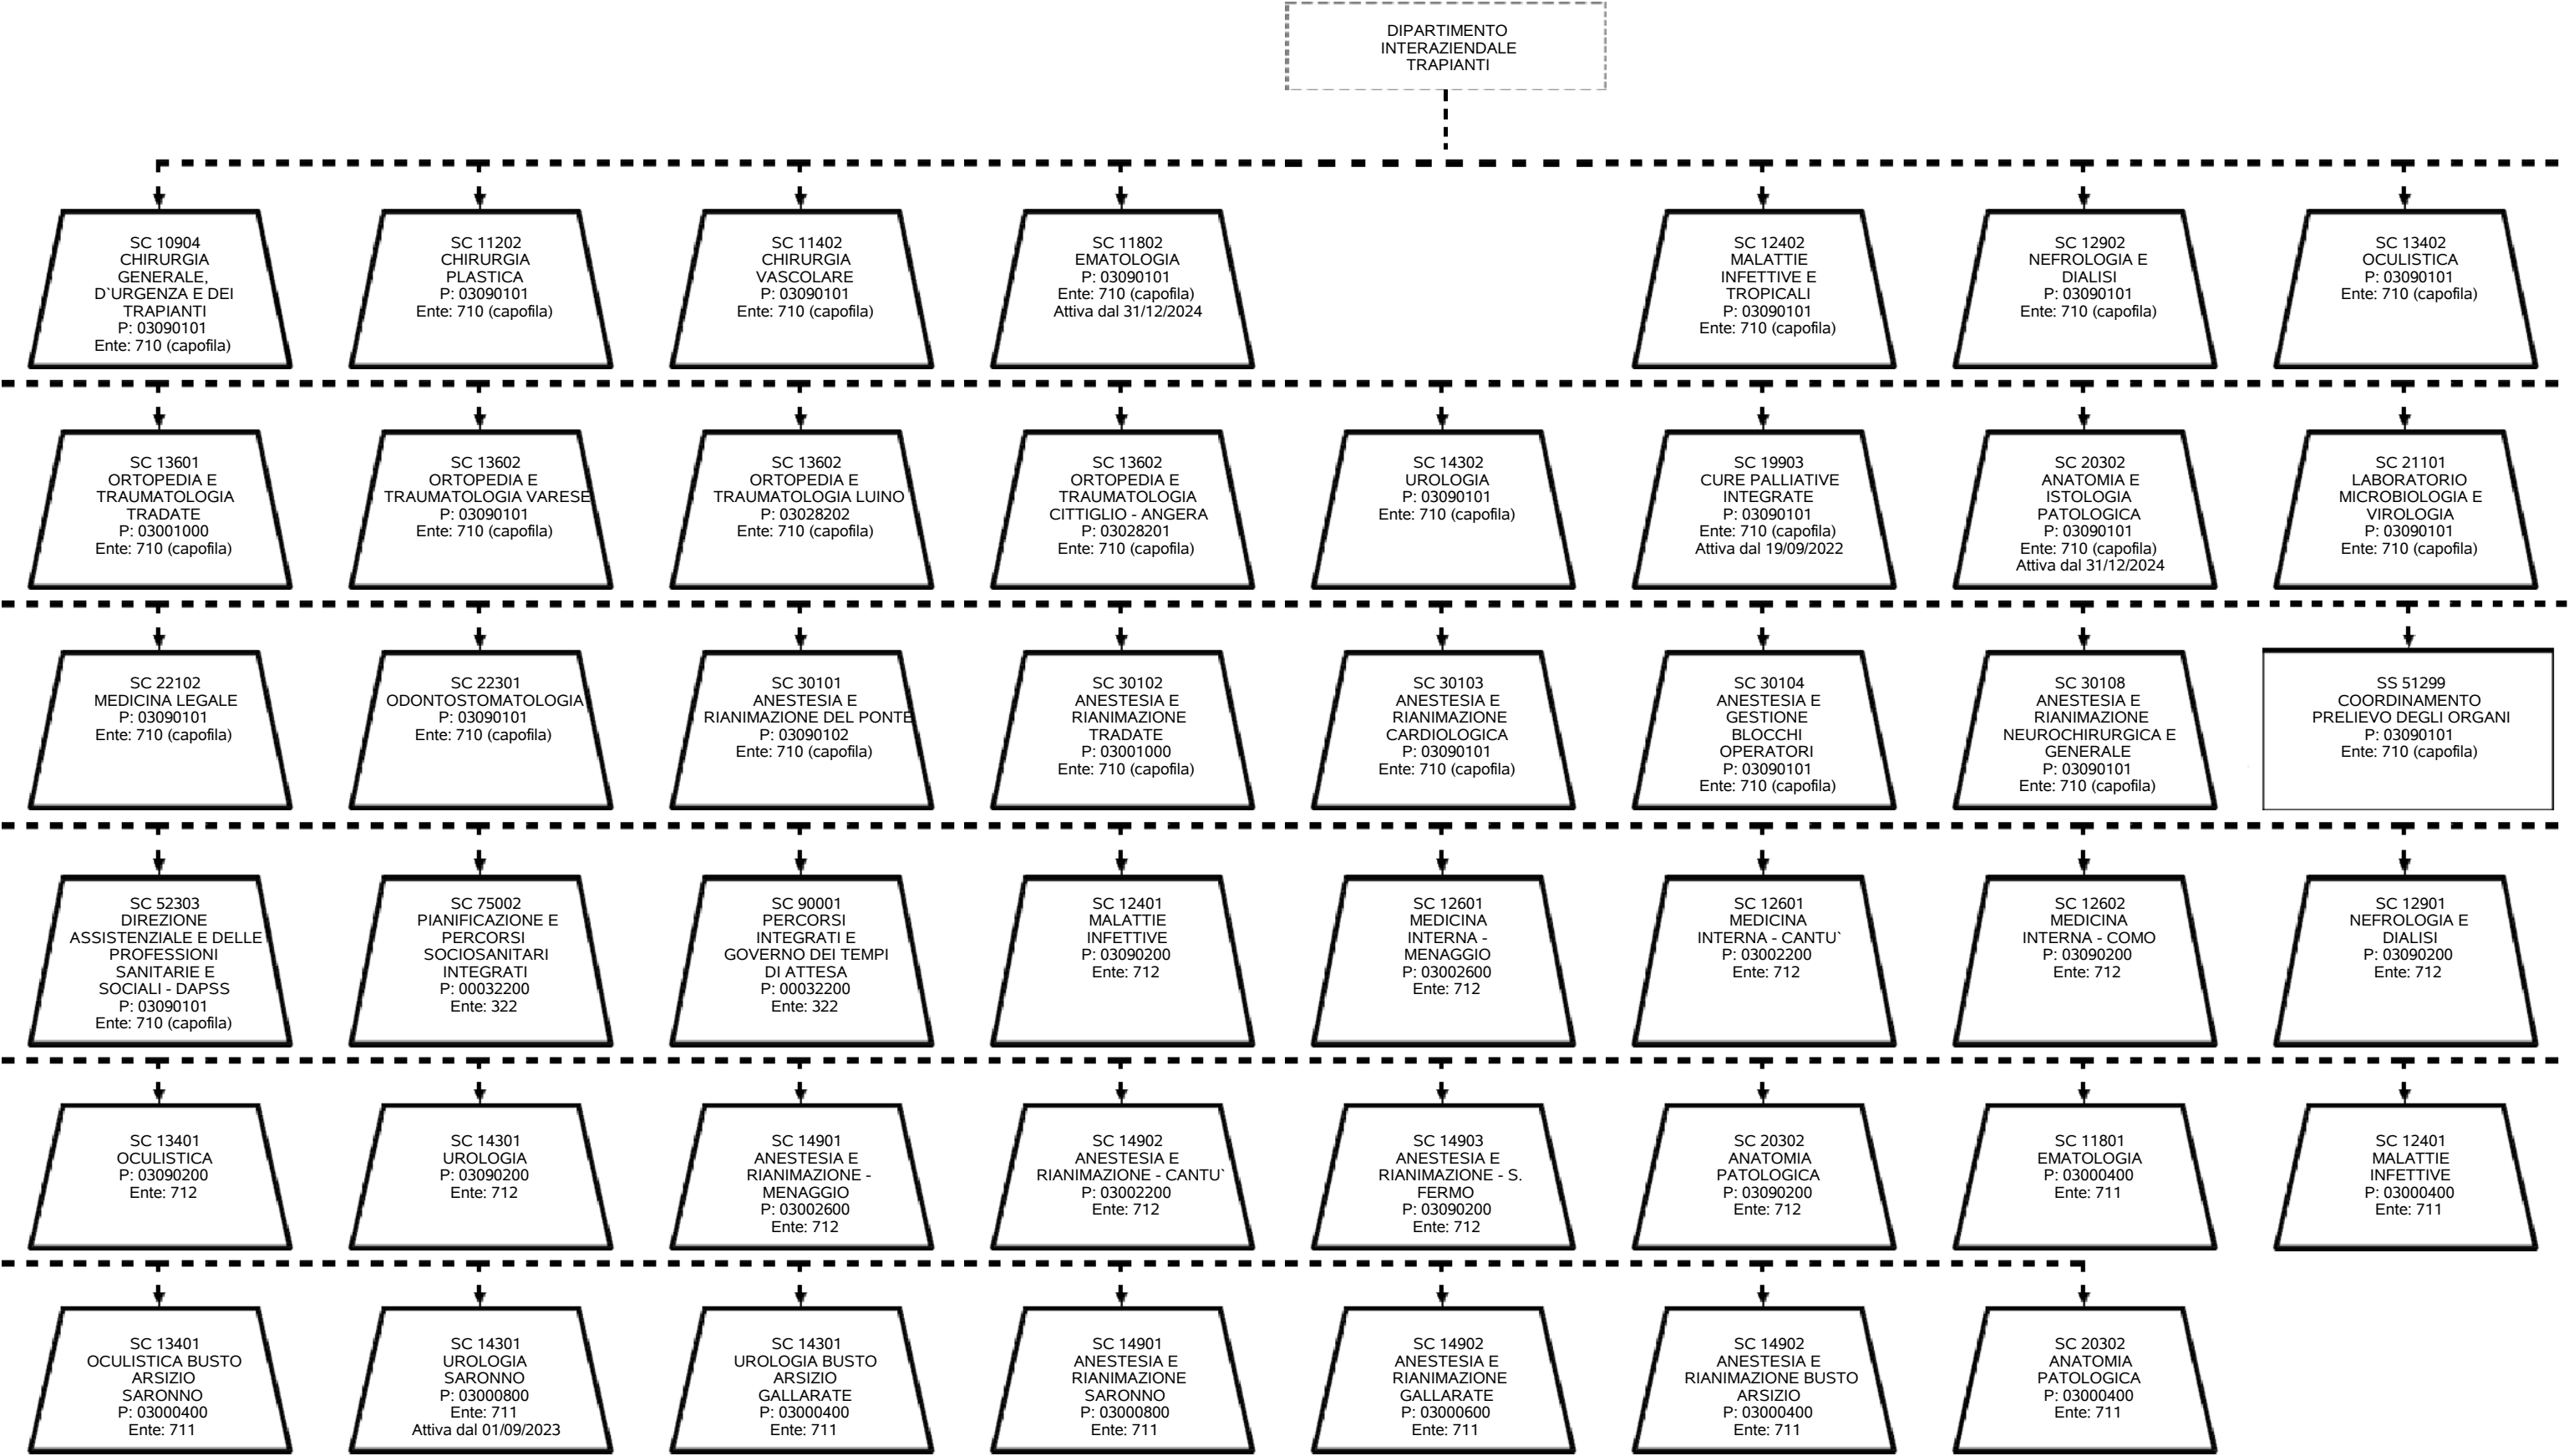 DIPARTIMENTO
INTERAZIENDALE
TRAPIANTI
SC 10904
CHIRURGIA
GENERALE,
D`URGENZA E DEI
TRAPIANTI
P: 03090101
Ente: 710 (capofila)
SC 11202
CHIRURGIA
PLASTICA
P: 03090101
Ente: 710 (capofila)
SC 11402
CHIRURGIA
VASCOLARE
P: 03090101
Ente: 710 (capofila)
SC 11802
EMATOLOGIA
P: 03090101
Ente: 710 (capofila)
Attiva dal 31/12/2024
SC 12402
MALATTIE
INFETTIVE E
TROPICALI
P: 03090101
Ente: 710 (capofila)
SC 12902
NEFROLOGIA E
DIALISI
P: 03090101
Ente: 710 (capofila)
SC 13402
OCULISTICA
P: 03090101
Ente: 710 (capofila)
SC 13601
ORTOPEDIA E
TRAUMATOLOGIA
TRADATE
P: 03001000
Ente: 710 (capofila)
SC 13602
ORTOPEDIA E
TRAUMATOLOGIA VARESE
P: 03090101
Ente: 710 (capofila)
SC 13602
ORTOPEDIA E
TRAUMATOLOGIA LUINO
P: 03028202
Ente: 710 (capofila)
SC 13602
ORTOPEDIA E
TRAUMATOLOGIA
CITTIGLIO - ANGERA
P: 03028201
Ente: 710 (capofila)
SC 14302
UROLOGIA
P: 03090101
Ente: 710 (capofila)
SC 19903
CURE PALLIATIVE
INTEGRATE
P: 03090101
Ente: 710 (capofila)
Attiva dal 19/09/2022
SC 20302
ANATOMIA E
ISTOLOGIA
PATOLOGICA
P: 03090101
Ente: 710 (capofila)
Attiva dal 31/12/2024
SC 21101
LABORATORIO
MICROBIOLOGIA E
VIROLOGIA
P: 03090101
Ente: 710 (capofila)
SC 22102
MEDICINA LEGALE
P: 03090101
Ente: 710 (capofila)
SC 22301
ODONTOSTOMATOLOGIA
P: 03090101
Ente: 710 (capofila)
SC 30101
ANESTESIA E
RIANIMAZIONE DEL PONTE
P: 03090102
Ente: 710 (capofila)
SC 30102
ANESTESIA E
RIANIMAZIONE
TRADATE
P: 03001000
Ente: 710 (capofila)
SC 30103
ANESTESIA E
RIANIMAZIONE
CARDIOLOGICA
P: 03090101
Ente: 710 (capofila)
SC 30104
ANESTESIA E
GESTIONE
BLOCCHI
OPERATORI
P: 03090101
Ente: 710 (capofila)
SC 30108
ANESTESIA E
RIANIMAZIONE
NEUROCHIRURGICA E
GENERALE
P: 03090101
Ente: 710 (capofila)
SS 51299
COORDINAMENTO
PRELIEVO DEGLI ORGANI
P: 03090101
Ente: 710 (capofila)
SC 52303
DIREZIONE
ASSISTENZIALE E DELLE
PROFESSIONI
SANITARIE E
SOCIALI - DAPSS
P: 03090101
Ente: 710 (capofila)
SC 75002
PIANIFICAZIONE E
PERCORSI
SOCIOSANITARI
INTEGRATI
P: 00032200
Ente: 322
SC 90001
PERCORSI
INTEGRATI E
GOVERNO DEI TEMPI
DI ATTESA
P: 00032200
Ente: 322
SC 12401
MALATTIE
INFETTIVE
P: 03090200
Ente: 712
SC 12601
MEDICINA
INTERNA -
MENAGGIO
P: 03002600
Ente: 712
SC 12601
MEDICINA
INTERNA - CANTU`
P: 03002200
Ente: 712
SC 12602
MEDICINA
INTERNA - COMO
P: 03090200
Ente: 712
SC 12901
NEFROLOGIA E
DIALISI
P: 03090200
Ente: 712
SC 13401
OCULISTICA
P: 03090200
Ente: 712
SC 14301
UROLOGIA
P: 03090200
Ente: 712
SC 14901
ANESTESIA E
RIANIMAZIONE -
MENAGGIO
P: 03002600
Ente: 712
SC 14902
ANESTESIA E
RIANIMAZIONE - CANTU`
P: 03002200
Ente: 712
SC 14903
ANESTESIA E
RIANIMAZIONE - S.
FERMO
P: 03090200
Ente: 712
SC 20302
ANATOMIA
PATOLOGICA
P: 03090200
Ente: 712
SC 11801
EMATOLOGIA
P: 03000400
Ente: 711
SC 12401
MALATTIE
INFETTIVE
P: 03000400
Ente: 711
SC 13401
OCULISTICA BUSTO
ARSIZIO
SARONNO
P: 03000400
Ente: 711
SC 14301
UROLOGIA
SARONNO
P: 03000800
Ente: 711
Attiva dal 01/09/2023
SC 14301
UROLOGIA BUSTO
ARSIZIO
GALLARATE
P: 03000400
Ente: 711
SC 14901
ANESTESIA E
RIANIMAZIONE
SARONNO
P: 03000800
Ente: 711
SC 14902
ANESTESIA E
RIANIMAZIONE
GALLARATE
P: 03000600
Ente: 711
SC 14902
ANESTESIA E
RIANIMAZIONE BUSTO
ARSIZIO
P: 03000400
Ente: 711
SC 20302
ANATOMIA
PATOLOGICA
P: 03000400
Ente: 711